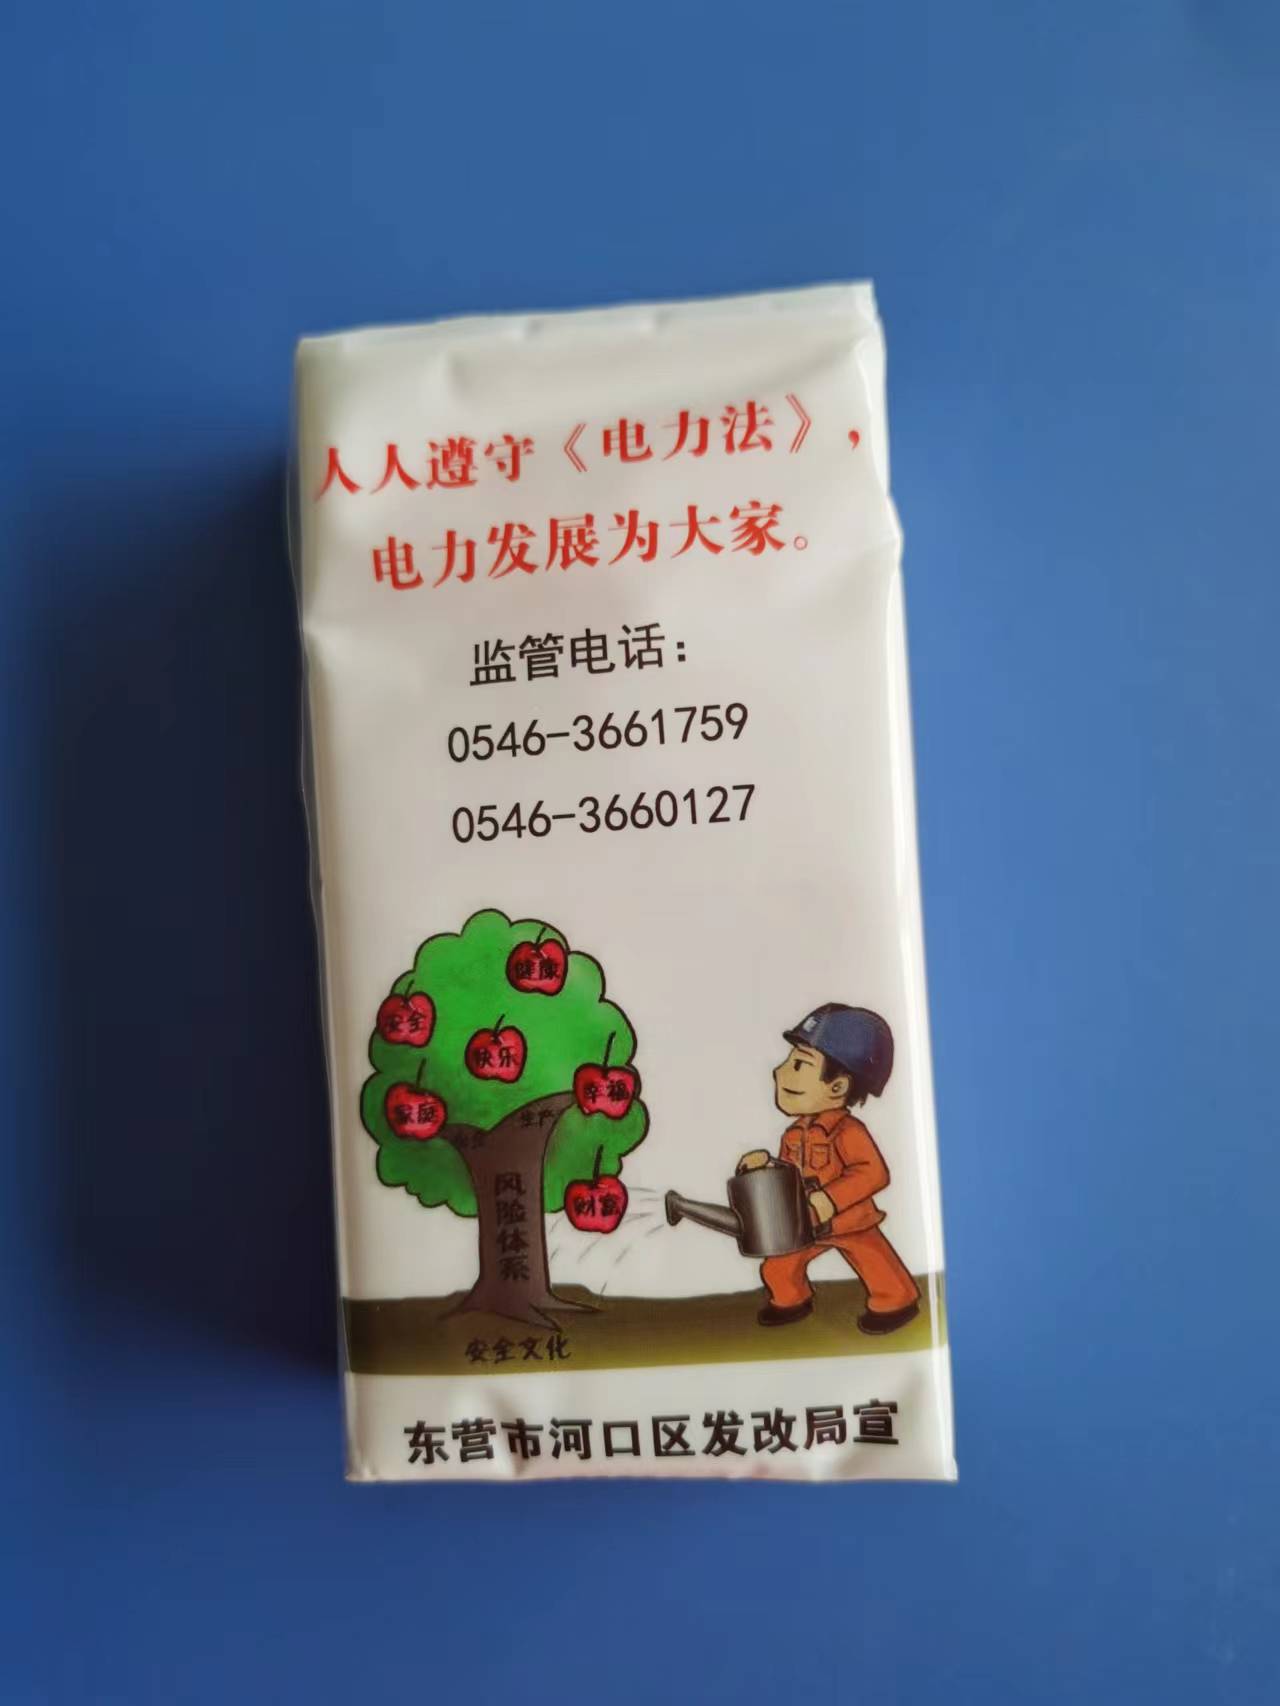 人人遵守《电力法》，
电力发展为大家。
监管电话：
0546-3661759
0546-3660127
健康
安全
快乐
幸福
家庭
生产
财富
风险体系
安全文化
东营市河口区发改局宣